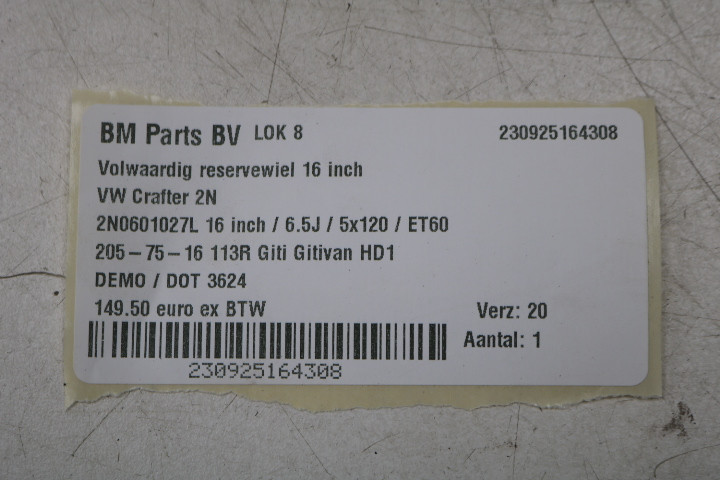 BM Parts BV LOK 8 230925164308
Volwaardig reservewiel 16 inch
VW Crafter 2N
2N0601027L 16 inch / 6.5J / 5x120 / ET60
205-75-16 113R Giti Gitivan HD1
DEMO / DOT 3624
149.50 euro ex BTW Verz: 20
Aantal: 1
230925164308